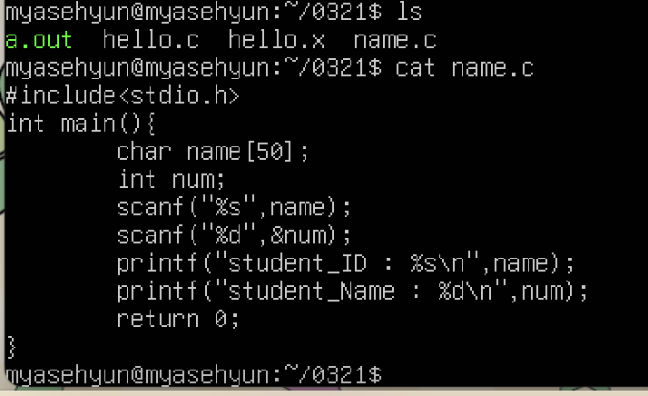 myasehyun@myasehyun:~/0321$ ls
a.out  hello.c  hello.x  name.c
myasehyun@myasehyun:~/0321$ cat name.c
#include<stdio.h>
int main(){
        char name[50];
        int num;
        scanf("%s",name);
        scanf("%d",&num);
        printf("student_ID : %s\n",name);
        printf("student_Name : %d\n",num);
        return 0;
}
myasehyun@myasehyun:~/0321$